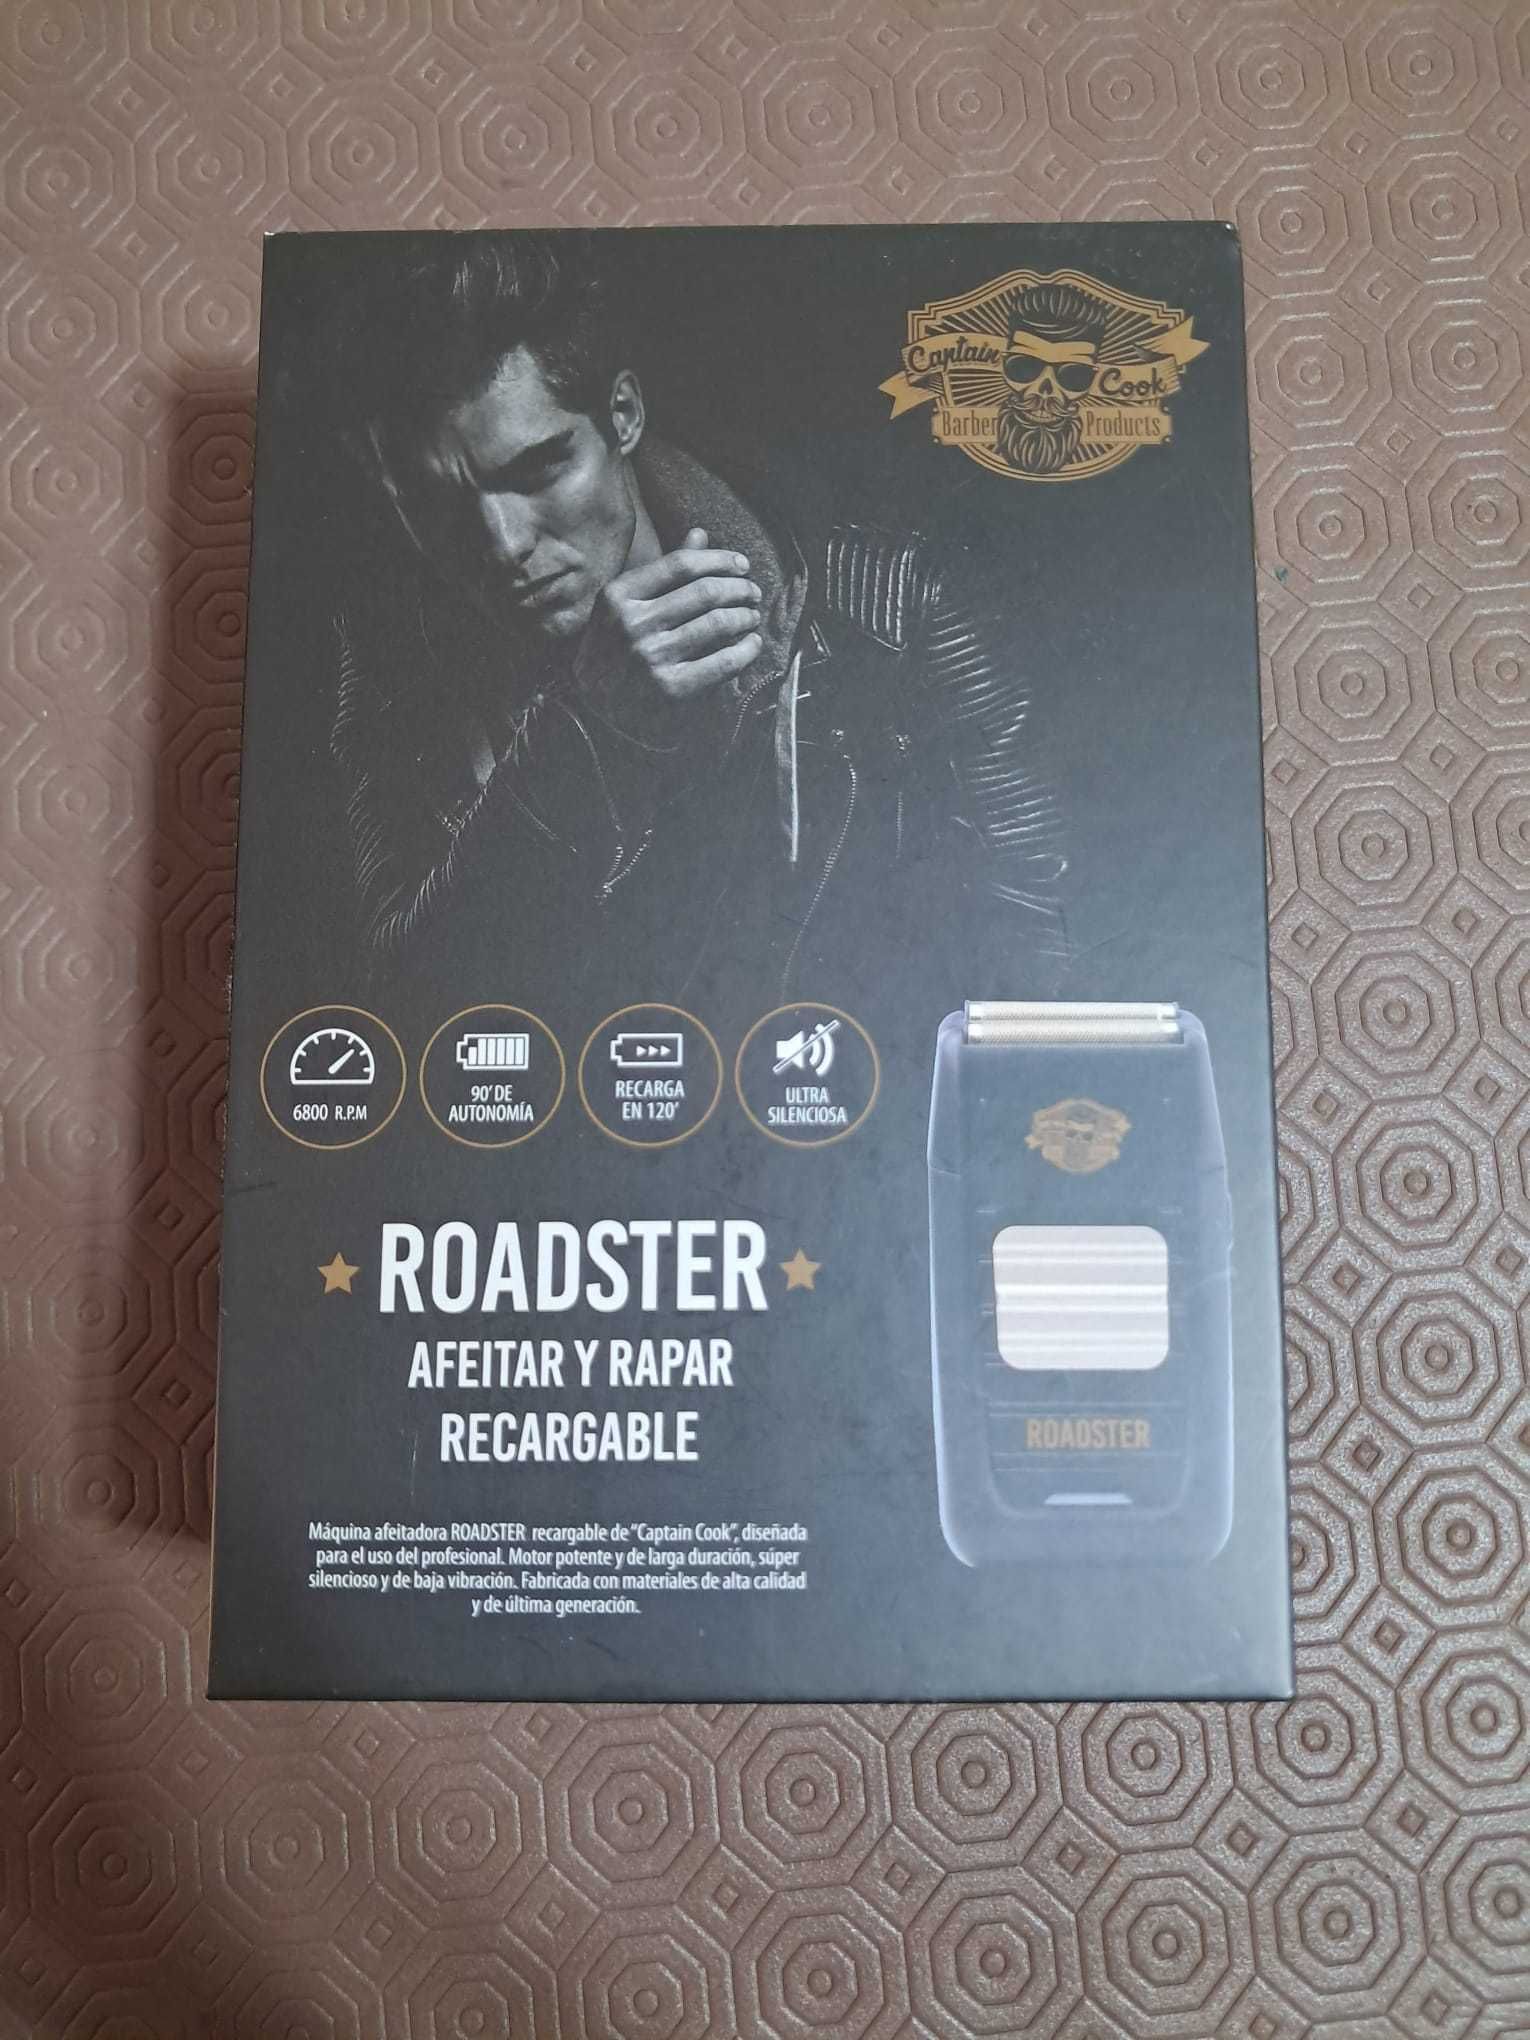 Captain Cook
Barber Products
6800 R.P.M
90' DE
AUTONOMÍA
RECARGA
EN 120'
ULTRA
SILENCIOSA
ROADSTER
AFEITAR Y RAPAR
RECARGABLE
Máquina afeitadora ROADSTER recargable de "Captain Cook", diseñada
para el uso del profesional. Motor potente y de larga duración, súper
silencioso y de baja vibración. Fabricada con materiales de alta calidad
y de última generación.
ROADSTER